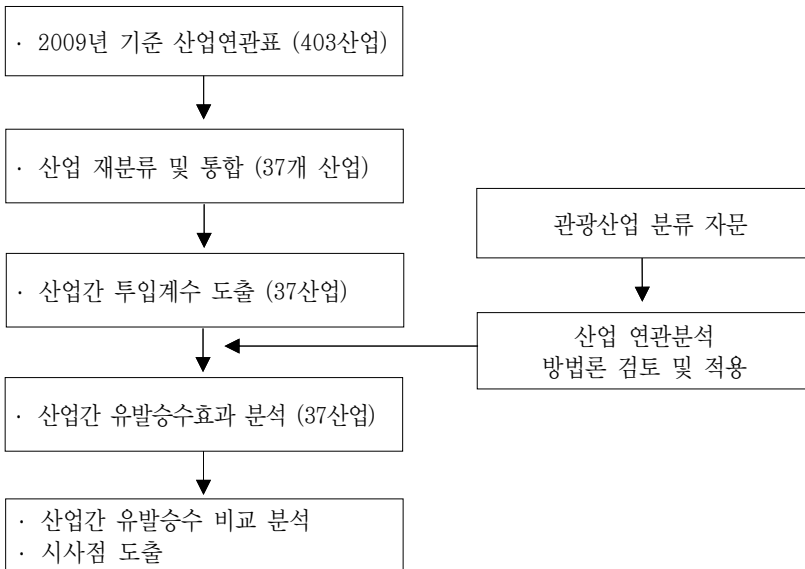 · 2009년 기준 산업연관표 (403산업)
· 산업 재분류 및 통합 (37개 산업)
관광산업 분류 자문
· 산업간 투입계수 도출 (37산업)
산업 연관분석
방법론 검토 및 적용
· 산업간 유발승수효과 분석 (37산업)
· 산업간 유발승수 비교 분석
· 시사점 도출